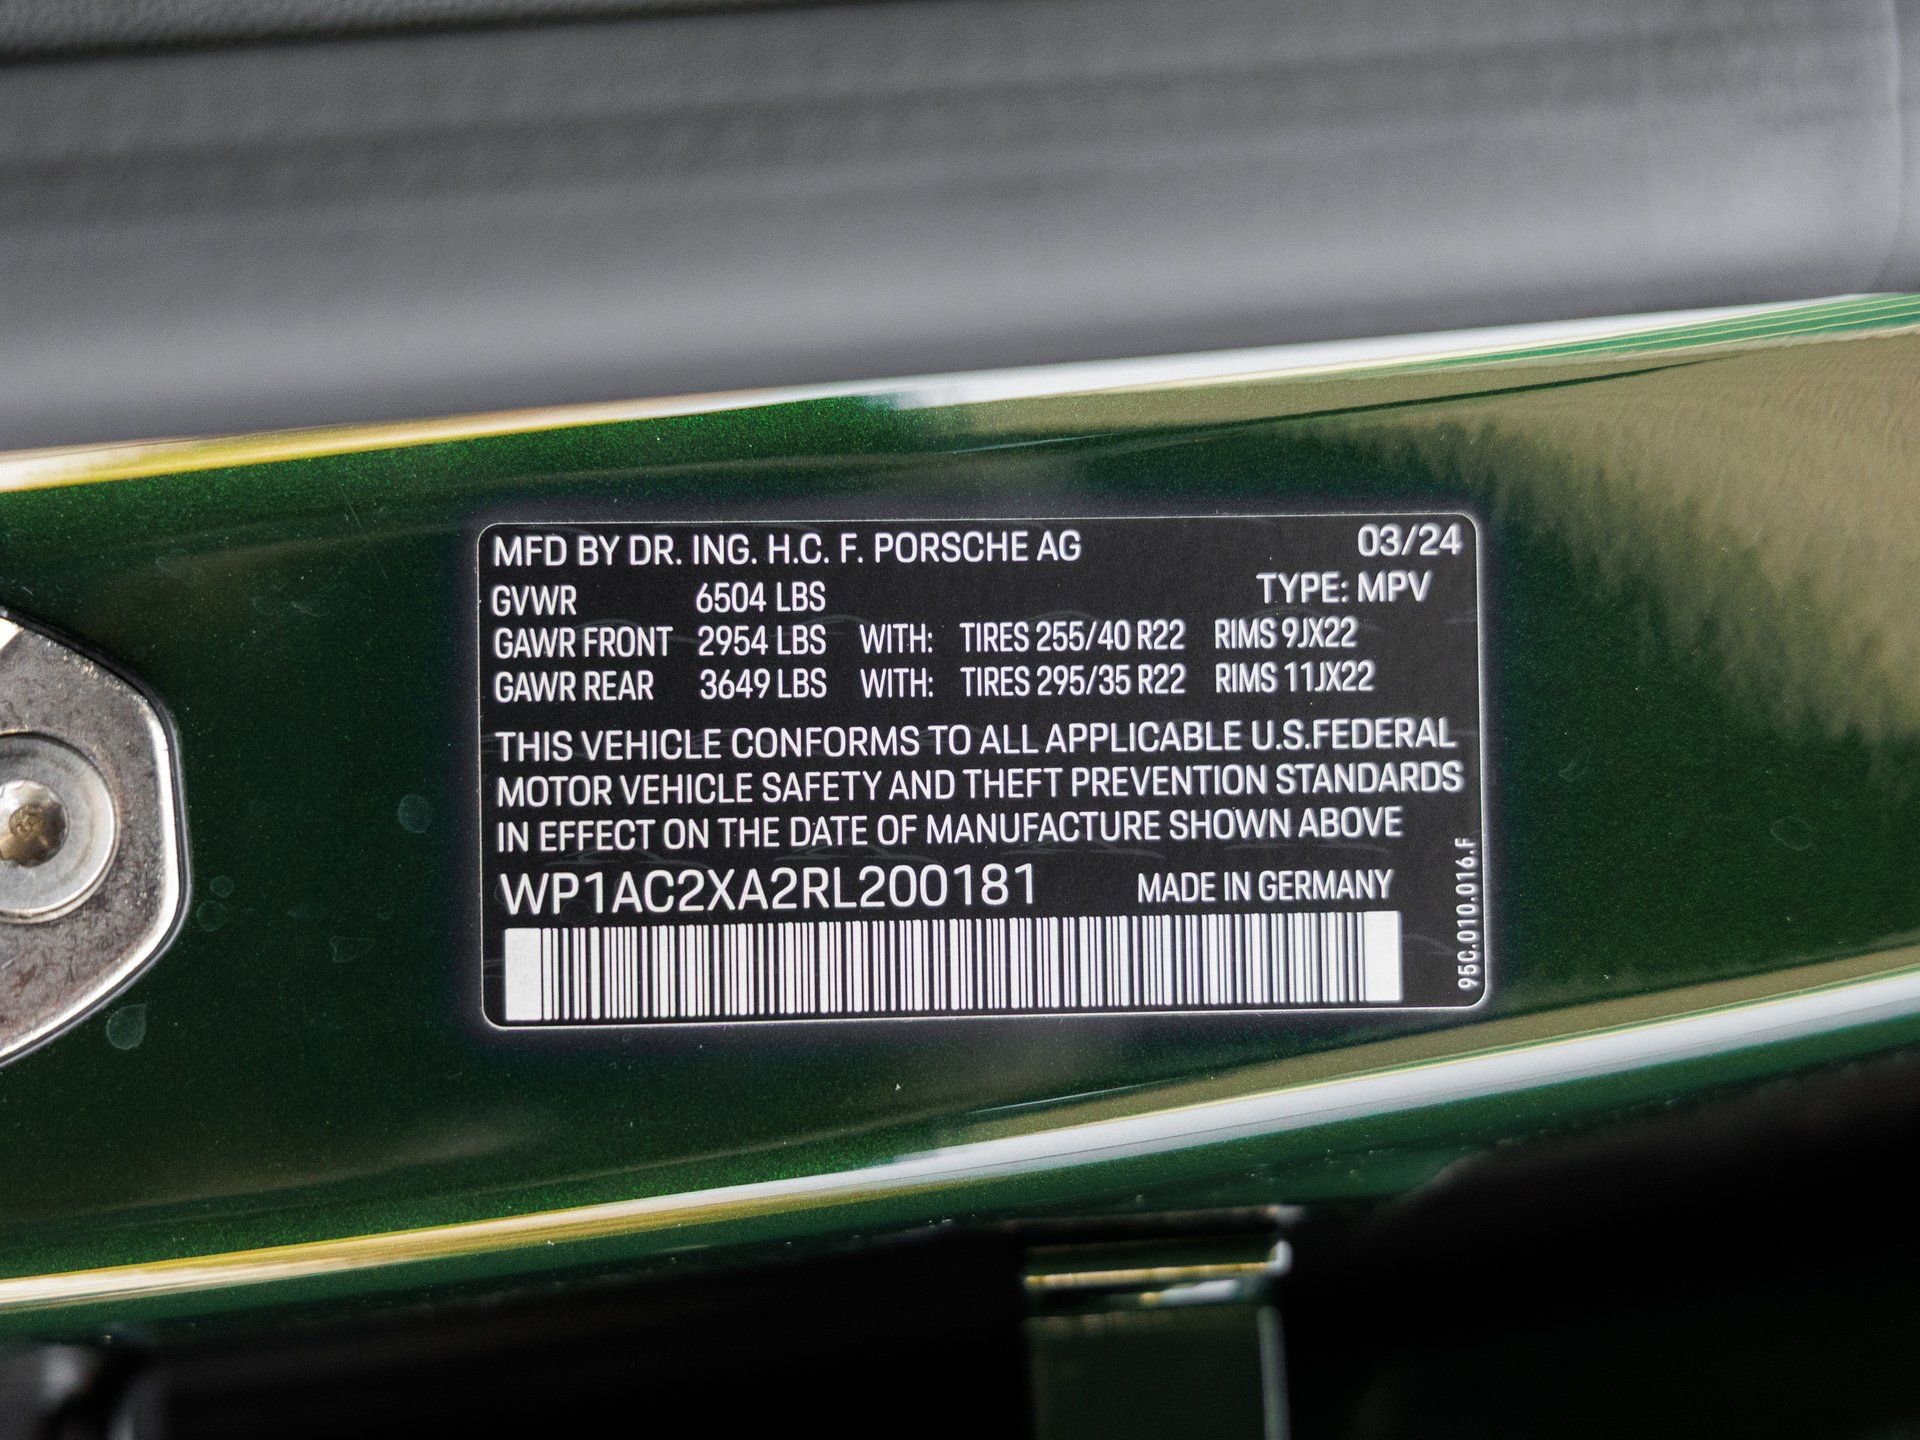 MFD BY DR. ING. H.C. F. PORSCHE AG 03/24
GVWR 6504 LBS TYPE: MPV
GAWR FRONT 2954 LBS WITH: TIRES 255/40 R22 RIMS 9JX22
GAWR REAR 3649 LBS WITH: TIRES 295/35 R22 RIMS 11JX22
THIS VEHICLE CONFORMS TO ALL APPLICABLE U.S.FEDERAL
MOTOR VEHICLE SAFETY AND THEFT PREVENTION STANDARDS
IN EFFECT ON THE DATE OF MANUFACTURE SHOWN ABOVE
WP1AC2XA2RL200181 MADE IN GERMANY
95C.010.016.F